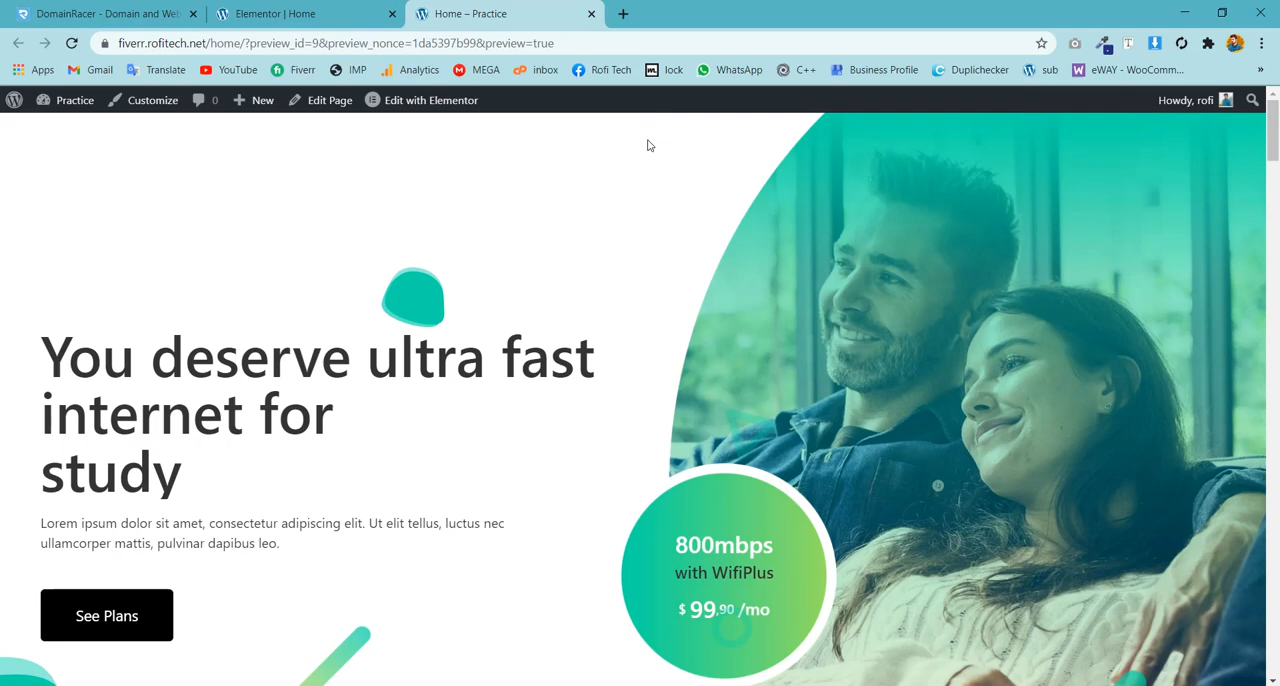 DomainRacer - Domain and Web
Elementor | Home
Home – Practice
fiverr.rofitech.net/home/?preview_id=9&preview_nonce=1da5397b99&preview=true
Apps
Gmail
Translate
YouTube
Fiverr
IMP
Analytics
MEGA
inbox
Rofi Tech
lock
WhatsApp
C++
Business Profile
Duplichecker
sub
eWAY - WooComm...
»
Practice
Customize
0
New
Edit Page
Edit with Elementor
Howdy, rofi
You deserve ultra fast
internet for
study
Lorem ipsum dolor sit amet, consectetur adipiscing elit. Ut elit tellus, luctus nec
ullamcorper mattis, pulvinar dapibus leo.
See Plans
800mbps
with WifiPlus
$ 99,90 /mo